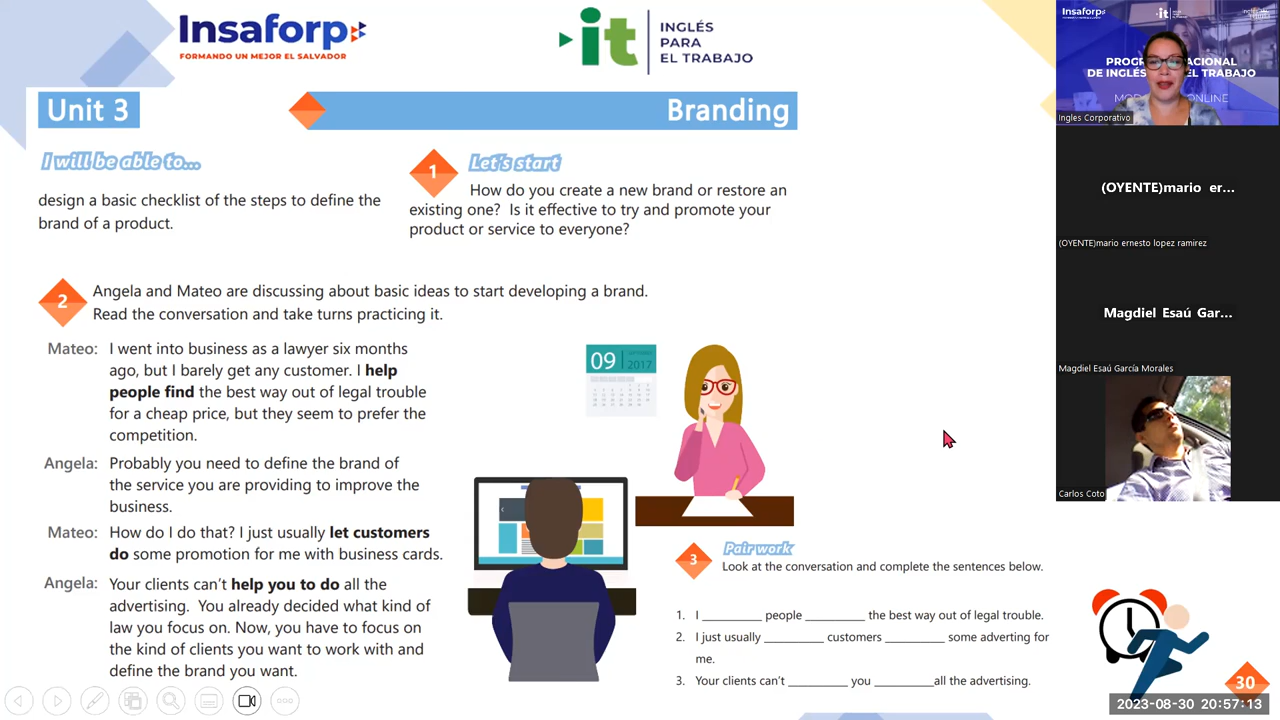 Insaforp
FORMANDO UN MEJOR EL SALVADOR
it
INGLÉS
PARA
EL TRABAJO
Unit 3
Branding
I will be able to...
design a basic checklist of the steps to define the
brand of a product.
1
Let's start
How do you create a new brand or restore an
existing one? Is it effective to try and promote your
product or service to everyone?
2
Angela and Mateo are discussing about basic ideas to start developing a brand.
Read the conversation and take turns practicing it.
Mateo: I went into business as a lawyer six months
ago, but I barely get any customer. I help
people find the best way out of legal trouble
for a cheap price, but they seem to prefer the
competition.
Angela: Probably you need to define the brand of
the service you are providing to improve the
business.
Mateo: How do I do that? I just usually let customers
do some promotion for me with business cards.
Angela: Your clients can't help you to do all the
advertising. You already decided what kind of
law you focus on. Now, you have to focus on
the kind of clients you want to work with and
define the brand you want.
09
2017
3
Pair work
Look at the conversation and complete the sentences below.
1. I _______ people _______ the best way out of legal trouble.
2. I just usually _______ customers _______ some adverting for
me.
3. Your clients can't _______ you _______all the advertising.
30
2023-08-30 20:57:13
Insaforp
it
DE INGLÉS EL TRABAJO
Ingles Corporativo
(OYENTE)mario er...
(OYENTE)mario ernesto lopez ramirez
Magdiel Esaú Gar...
Magdiel Esaú García Morales
Carlos Coto